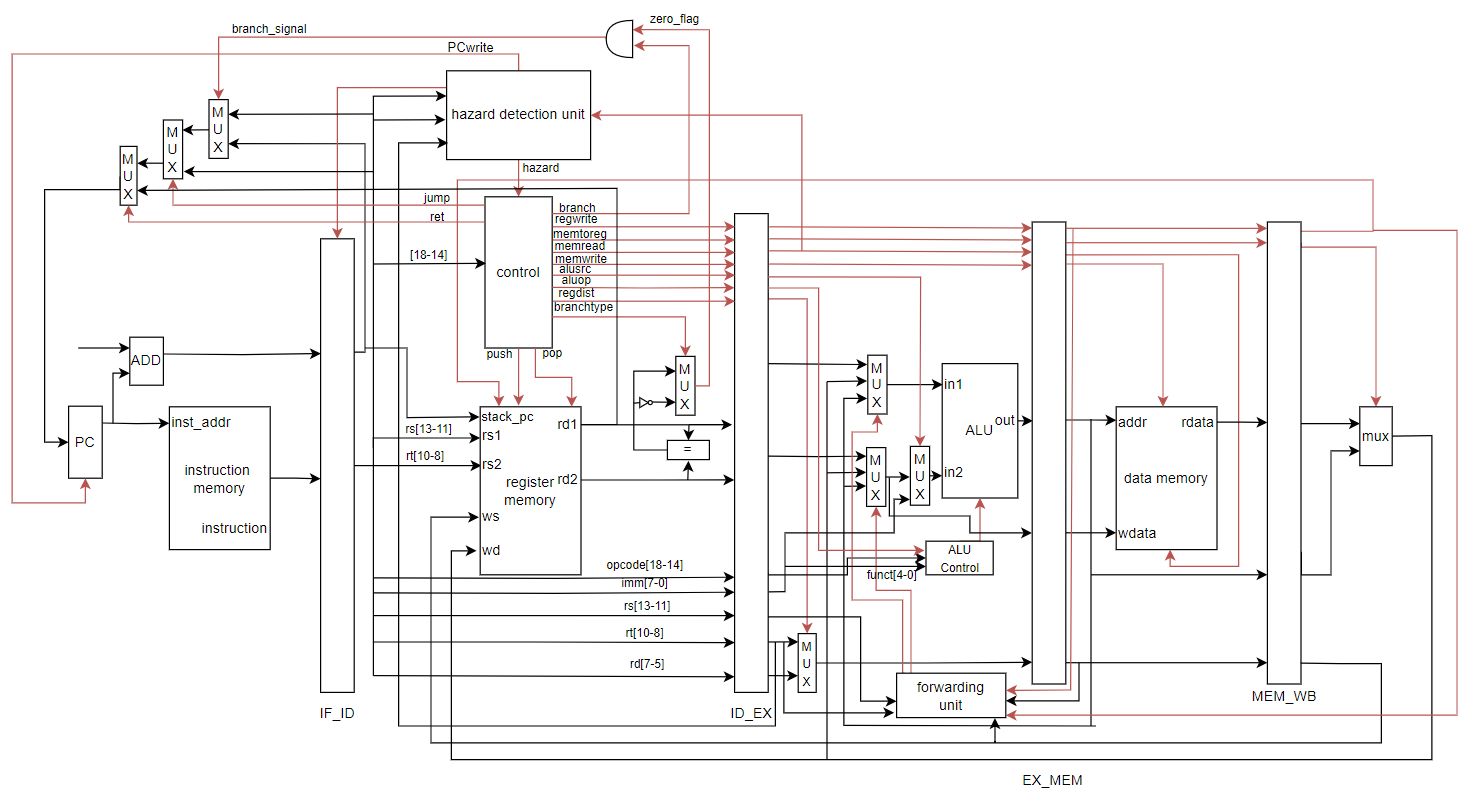 zero_flag
branch_signal
PCwrite
M
U
X
hazard detection unit
M
U
X
M
U
X
hazard
jump
ret
branch
regwrite
memtoreg
memread
memwrite
alusrc
aluop
regdist
branchtype
[18-14]
control
push
pop
ADD
M
U
X
M
U
X
in1
ALU
out
in2
PC
inst_addr
instruction
memory
instruction
stack_pc
rs[13-11]
rs1
rt[10-8]
rs2
rd1
register
memory
rd2
ws
wd
=
M
U
X
M
U
X
addr
rdata
data memory
wdata
mux
ALU
Control
funct[4-0]
opcode[18-14]
imm[7-0]
rs[13-11]
rt[10-8]
rd[7-5]
M
U
X
forwarding
unit
IF_ID
ID_EX
MEM_WB
EX_MEM